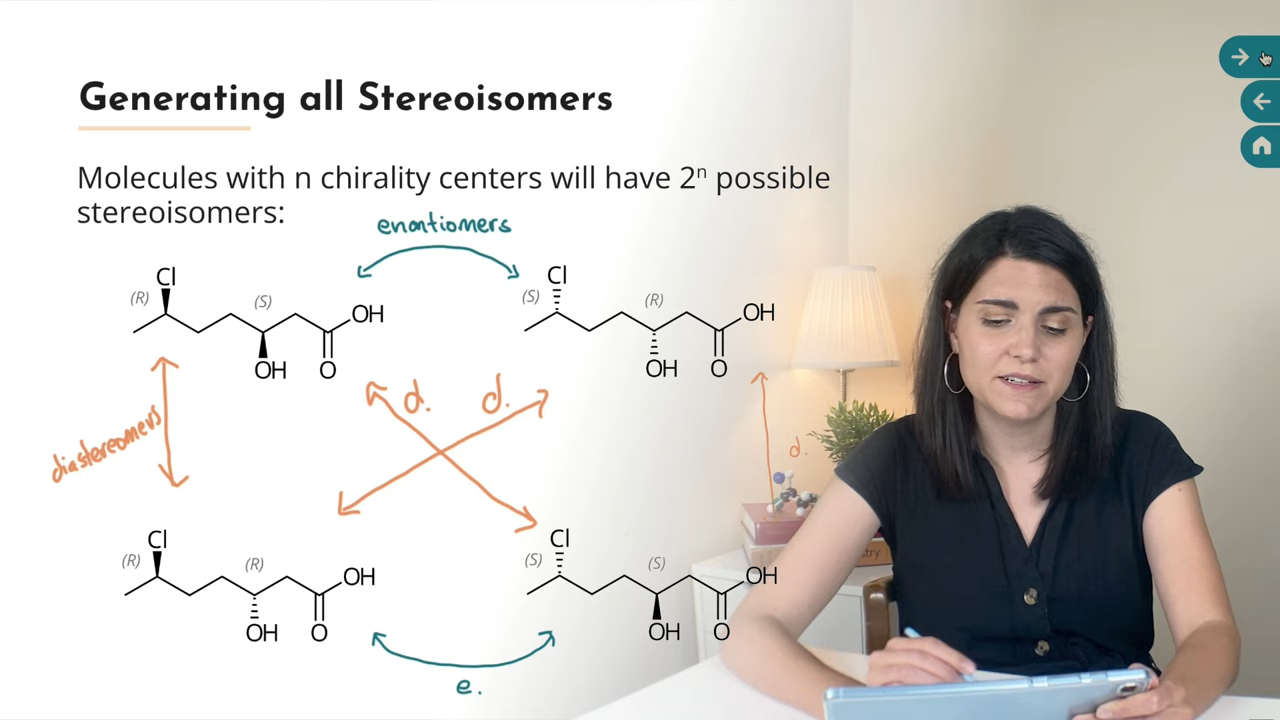 Generating all Stereoisomers
Molecules with n chirality centers will have 2ⁿ possible
stereoisomers:
enantiomers
Cl
(R)
(S)
OH
OH
O
Cl
(S)
(R)
OH
OH
O
diastereomers
d.
d.
d.
Cl
(R)
(R)
OH
OH
O
Cl
(S)
(S)
OH
OH
O
e.